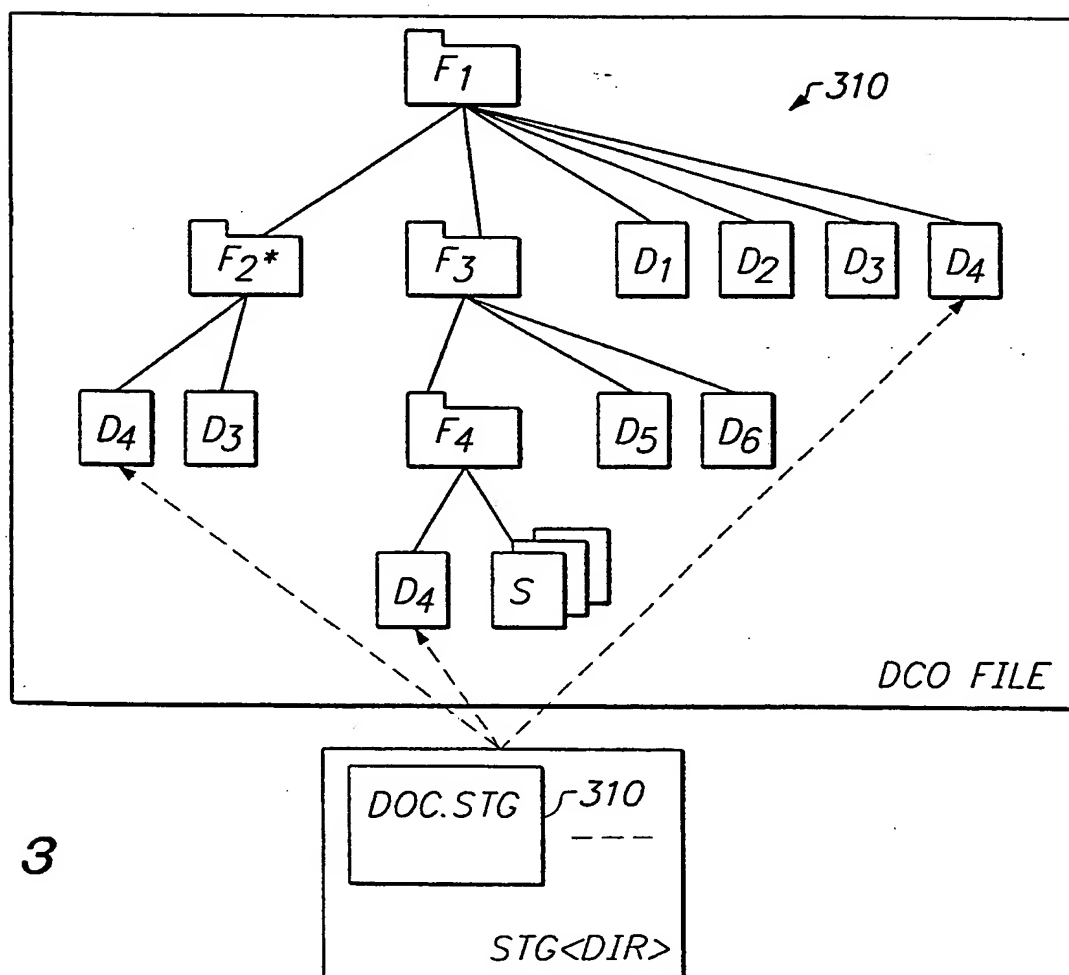 F1
310
F2*
F3
D1
D2
D3
D4
D4
D3
F4
D5
D6
D4
S
DCO FILE
DOC.STG
310
3
STG<DIR>